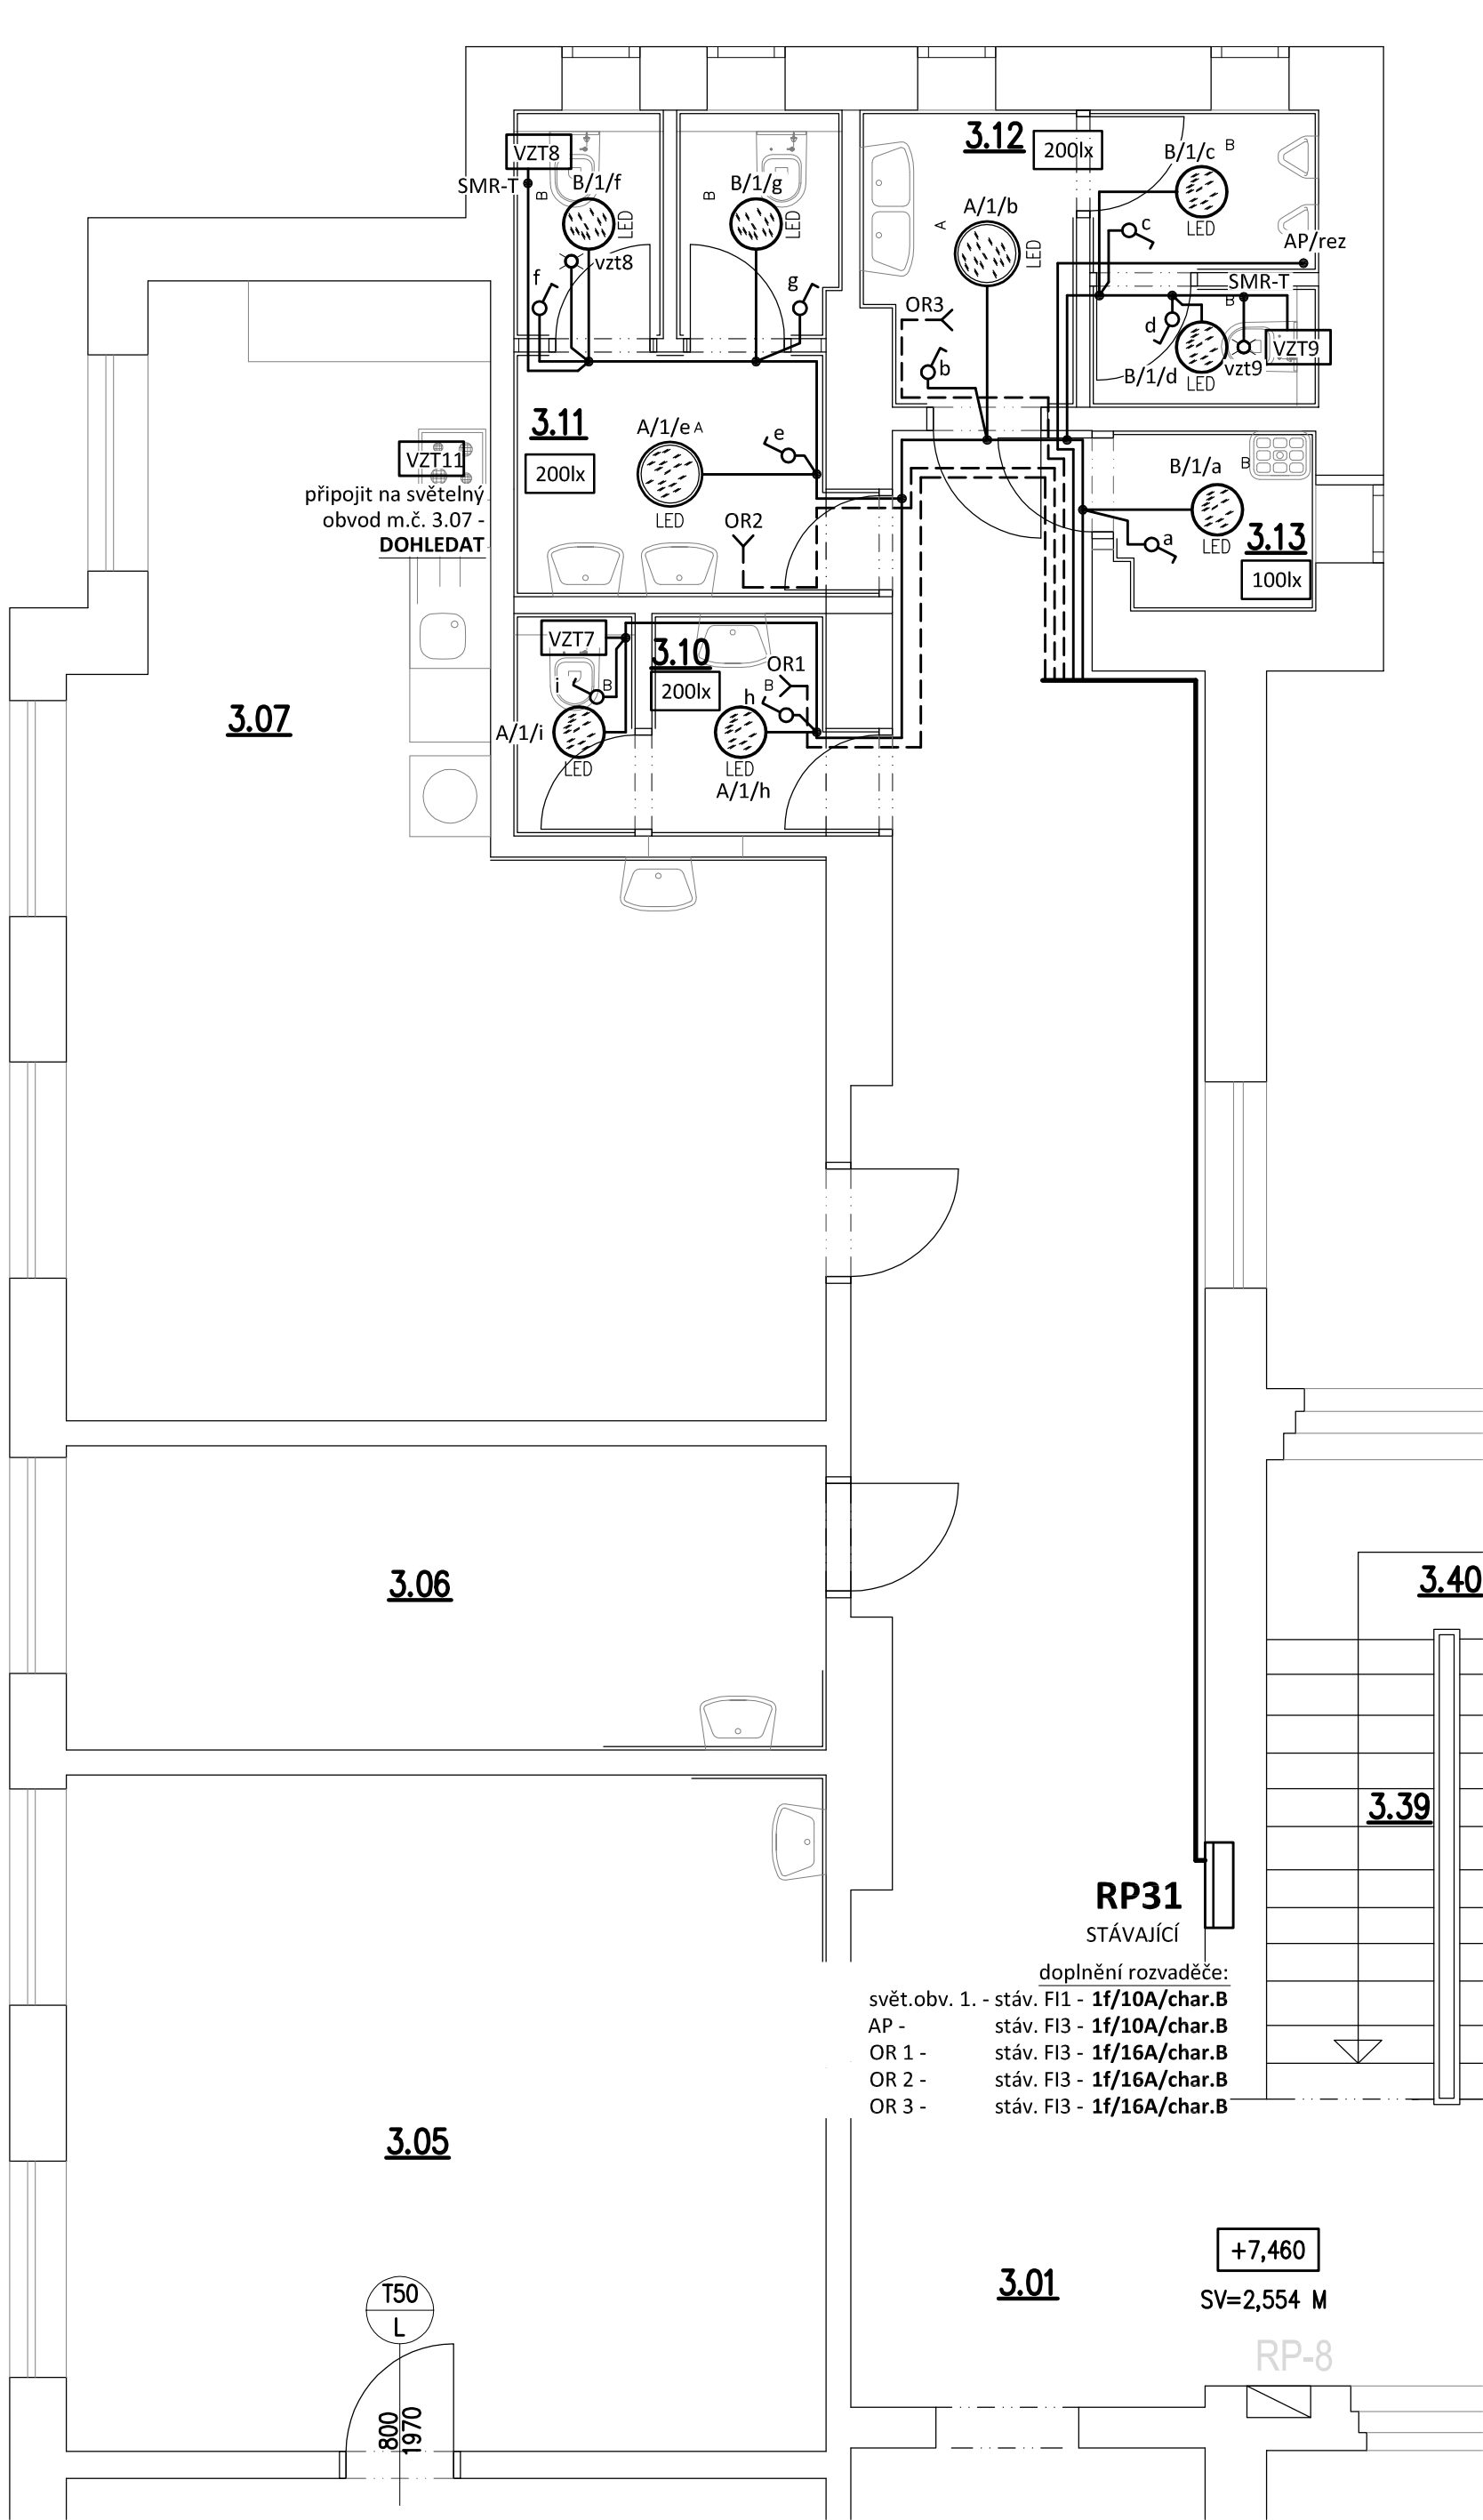 3.12
200lx
B/1/c
B
VZT8
SMR-T
B
B/1/f
LED
B
B/1/g
LED
A/1/b
A
LED
LED
c
AP/rez
vzt8
f
g
OR3
SMR-T
B
d
b
B/1/d
LED
vzt9
VZT9
3.11
A/1/e
A
e
200lx
LED
OR2
VZT11
připojit na světelný
obvod m.č. 3.07 -
DOHLEDAT
B/1/a
B
LED
3.13
a
100lx
VZT7
3.10
OR1
i
B
200lx
h
B
3.07
A/1/i
LED
LED
A/1/h
3.06
3.40
3.39
RP31
STÁVAJÍCÍ
doplnění rozvaděče:
svět.obv. 1. - stáv. FI1 - 1f/10A/char.B
AP - stáv. FI3 - 1f/10A/char.B
OR 1 - stáv. FI3 - 1f/16A/char.B
OR 2 - stáv. FI3 - 1f/16A/char.B
OR 3 - stáv. FI3 - 1f/16A/char.B
3.05
+7,460
3.01
SV=2,554 M
T50
L
RP-8
800
1970